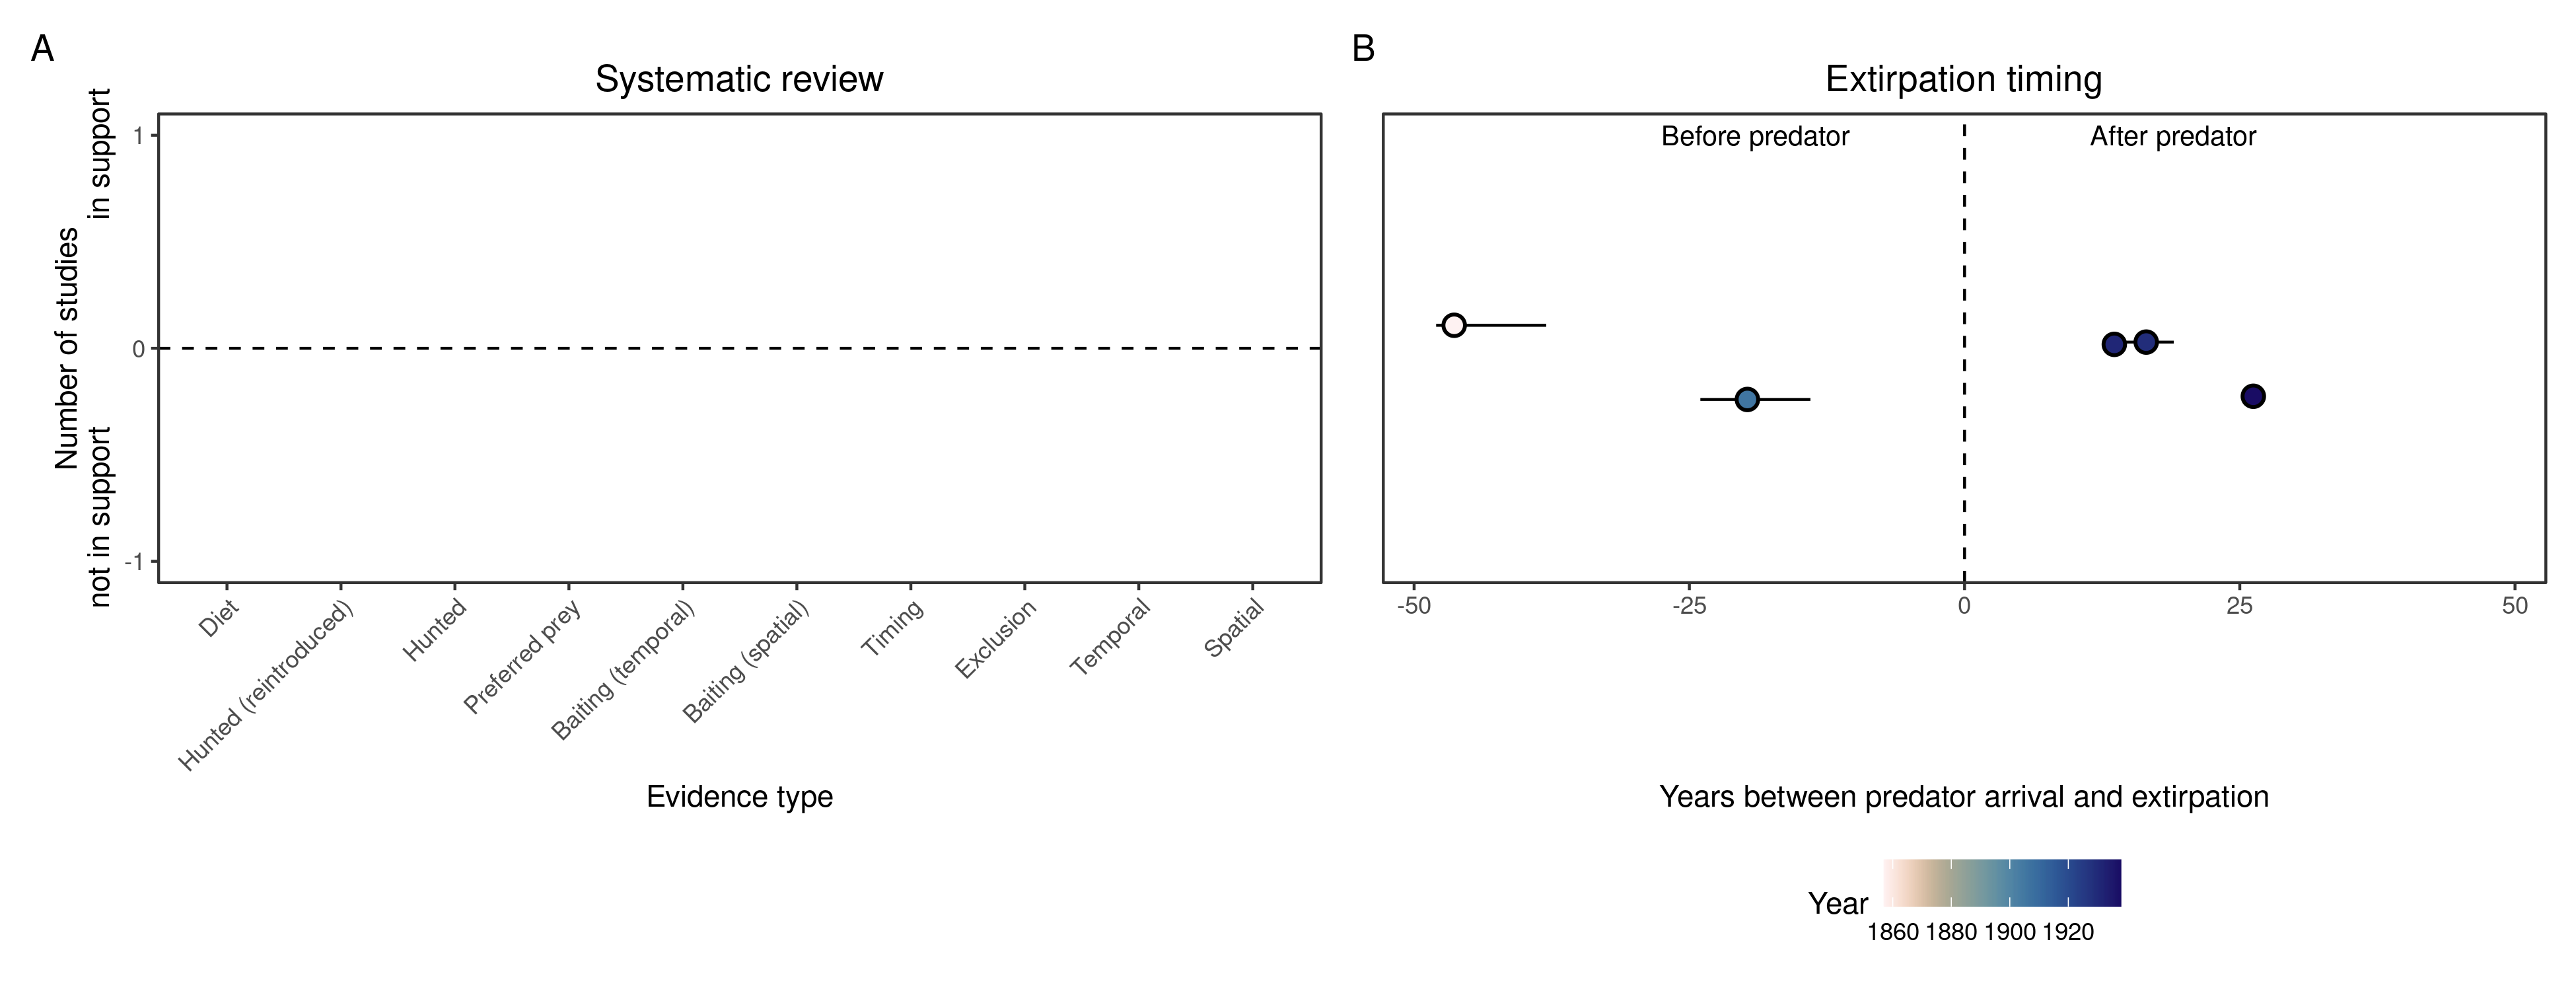 A
Systematic review
Number of studies
not in support
in support
1
0
-1
Diet
Hunted (reintroduced)
Hunted
Preferred prey
Baiting (temporal)
Baiting (spatial)
Timing
Exclusion
Temporal
Spatial
Evidence type
B
Extirpation timing
Before predator
After predator
-50
-25
0
25
50
Years between predator arrival and extirpation
Year
1860 1880 1900 1920